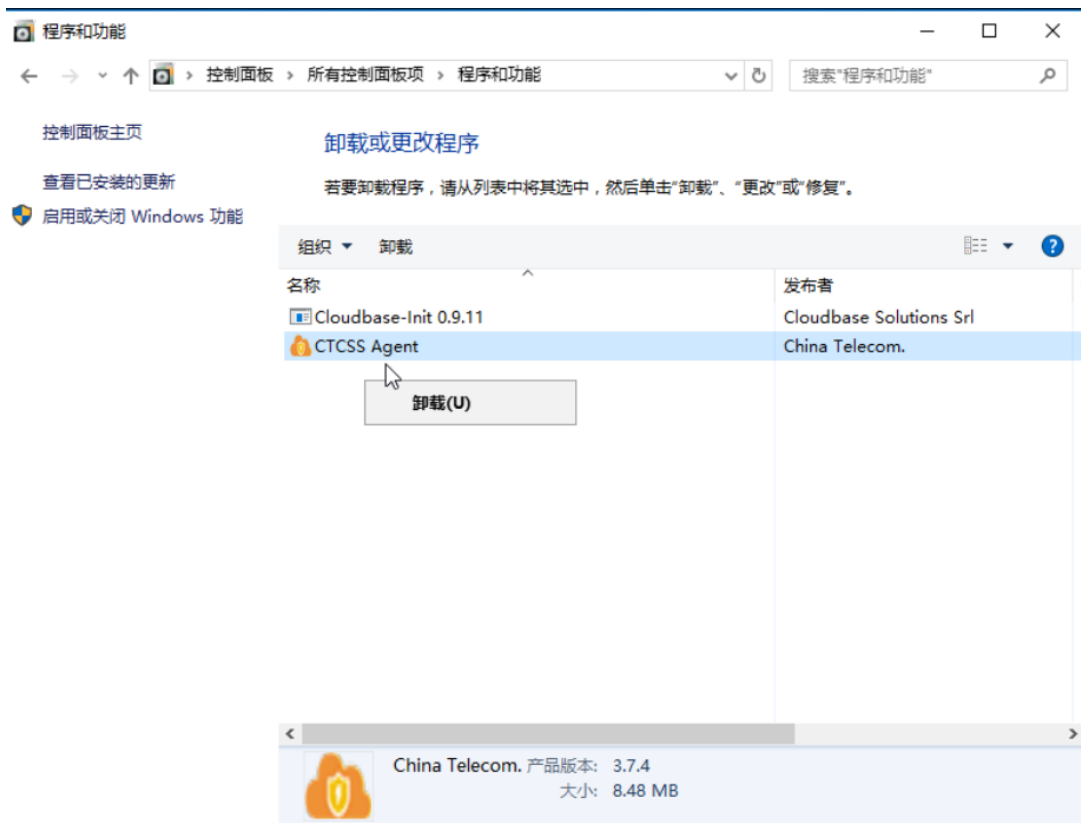 程序和功能
控制面板 › 所有控制面板项 › 程序和功能
搜索"程序和功能"
控制面板主页
查看已安装的更新
启用或关闭 Windows 功能
卸载或更改程序
若要卸载程序，请从列表中将其选中，然后单击"卸载"、"更改"或"修复"。
组织 卸载
名称 发布者
Cloudbase-Init 0.9.11 Cloudbase Solutions Srl
CTCSS Agent China Telecom.
卸载(U)
China Telecom. 产品版本: 3.7.4
大小: 8.48 MB